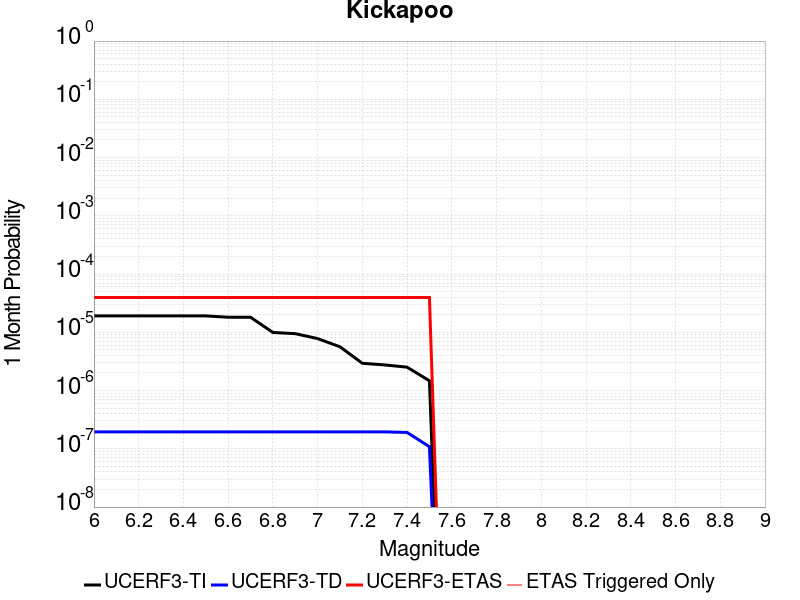 Kickapoo
1 Month Probability
10^0
10^-1
10^-2
10^-3
10^-4
10^-5
10^-6
10^-7
10^-8
6 6.2 6.4 6.6 6.8 7 7.2 7.4 7.6 7.8 8 8.2 8.4 8.6 8.8 9
Magnitude
UCERF3-TI UCERF3-TD UCERF3-ETAS ETAS Triggered Only